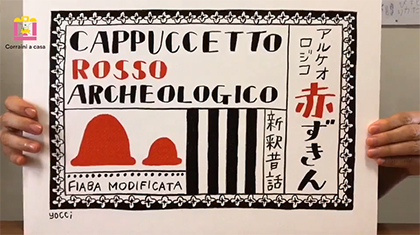 Corraini a casa
CAPPUCCETTO
ROSSO
ARCHEOLOGICO
FIABA MODIFICATA
新釈昔話
アルケオ
ロジコ
赤ずきん
yocci